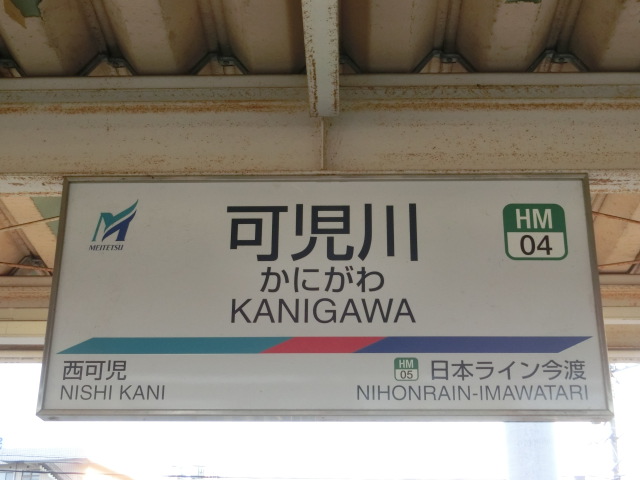 MEITETSU
可児川
かにがわ
KANIGAWA
HM
04
西可児
NISHI KANI
HM
05
日本ライン今渡
NIHONRAIN-IMAWATARI